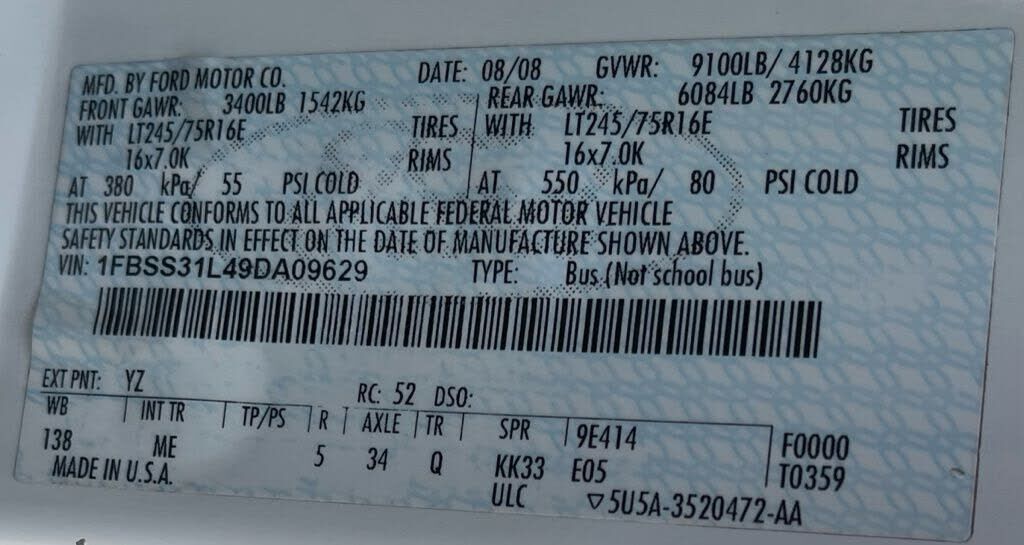 MFD. BY FORD MOTOR CO. DATE: 08/08 GVWR: 9100LB/ 4128KG
FRONT GAWR: 3400LB 1542KG REAR GAWR: 6084LB 2760KG
WITH LT245/75R16E TIRES WITH LT245/75R16E TIRES
16x7.0K RIMS 16x7.0K RIMS
AT 380 kPa/ 55 PSI COLD AT 550 kPa/ 80 PSI COLD
THIS VEHICLE CONFORMS TO ALL APPLICABLE FEDERAL MOTOR VEHICLE
SAFETY STANDARDS IN EFFECT ON THE DATE OF MANUFACTURE SHOWN ABOVE.
VIN: 1FBSS31L49DA09629 TYPE: Bus (Not school bus)
EXT PNT: YZ RC: 52 DSO:
WB INT TR TP/PS R AXLE TR SPR 9E414 F0000
138 ME 5 34 Q KK33 E05 T0359
MADE IN U.S.A. ULC ▽5U5A-3520472-AA